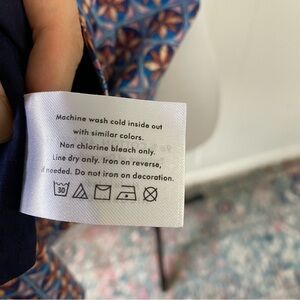 Machine wash cold inside out
with similar colors.
Non chlorine bleach only.
Line dry only. Iron on reverse,
if needed. Do not iron on decoration.
30